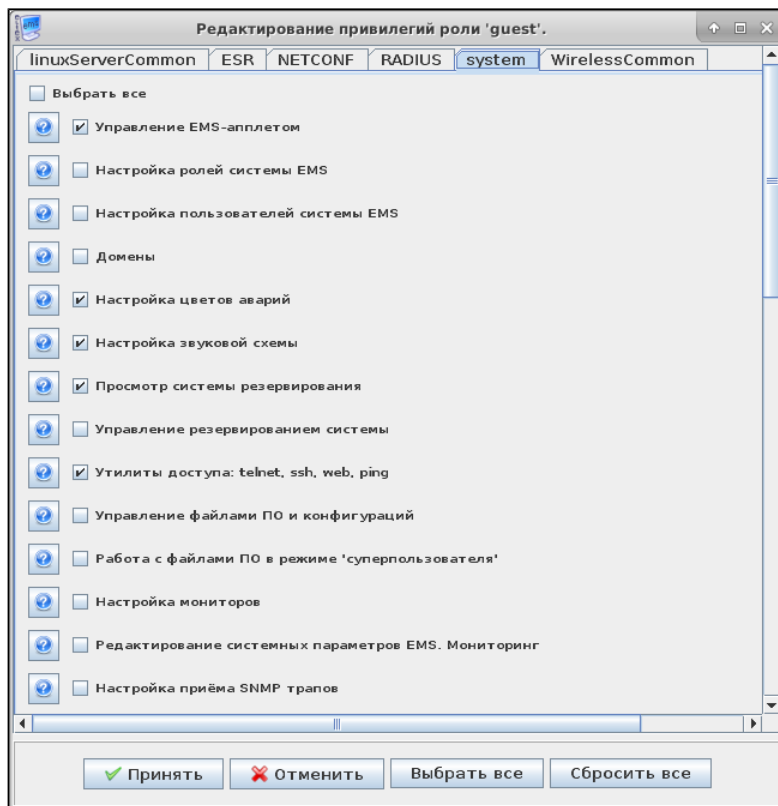 Редактирование привилегий роли 'guest'.
linuxServerCommon ESR NETCONF RADIUS system WirelessCommon
Выбрать все
Управление EMS-апплетом
Настройка ролей системы EMS
Настройка пользователей системы EMS
Домены
Настройка цветов аварий
Настройка звуковой схемы
Просмотр системы резервирования
Управление резервированием системы
Утилиты доступа: telnet, ssh, web, ping
Управление файлами ПО и конфигураций
Работа с файлами ПО в режиме 'суперпользователя'
Настройка мониторов
Редактирование системных параметров EMS. Мониторинг
Настройка приёма SNMP трапов
Принять Отменить Выбрать все Сбросить все